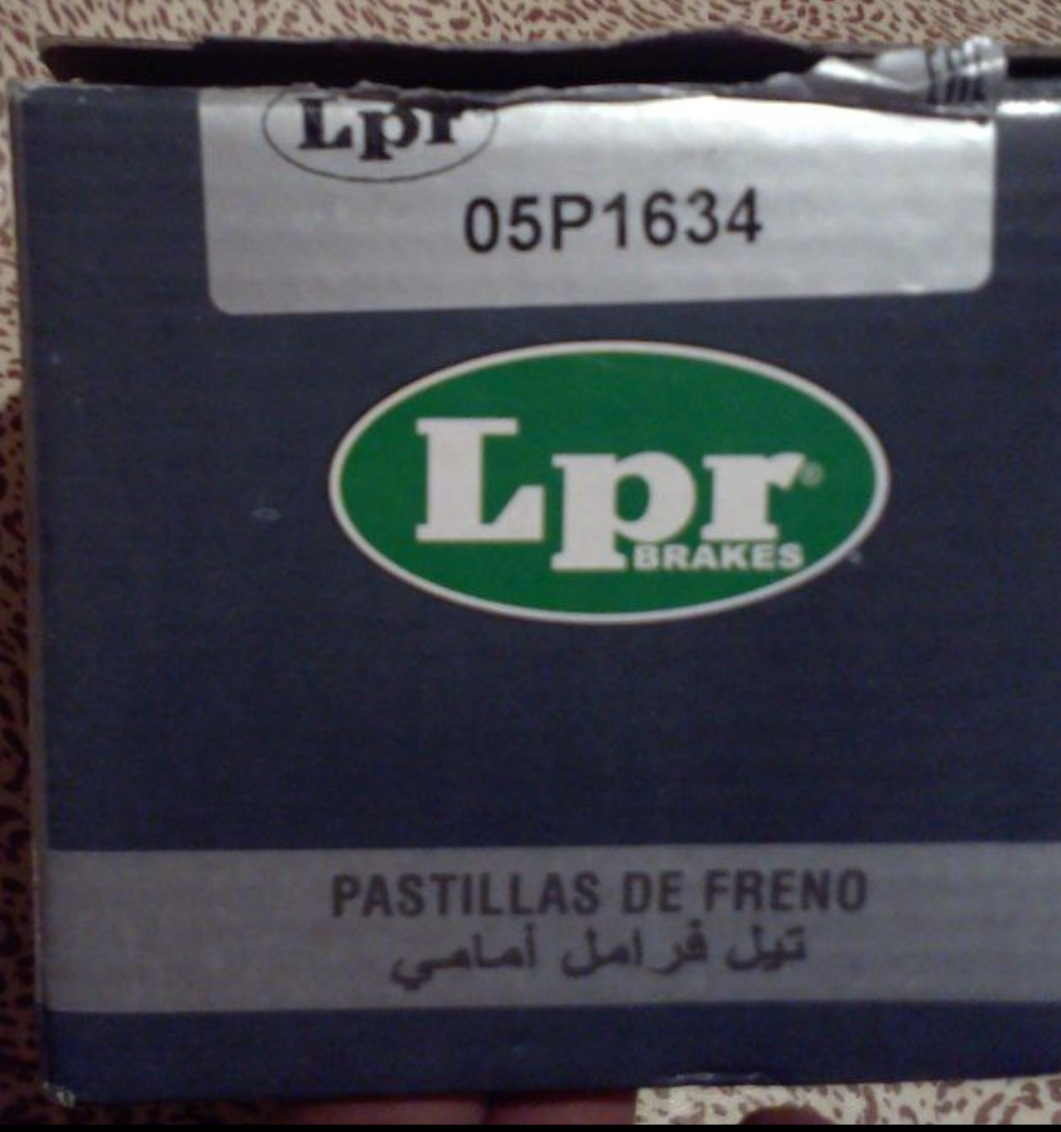 Lpr
05P1634
Lpr®
BRAKES
PASTILLAS DE FRENO
تيل فرامل أمامي